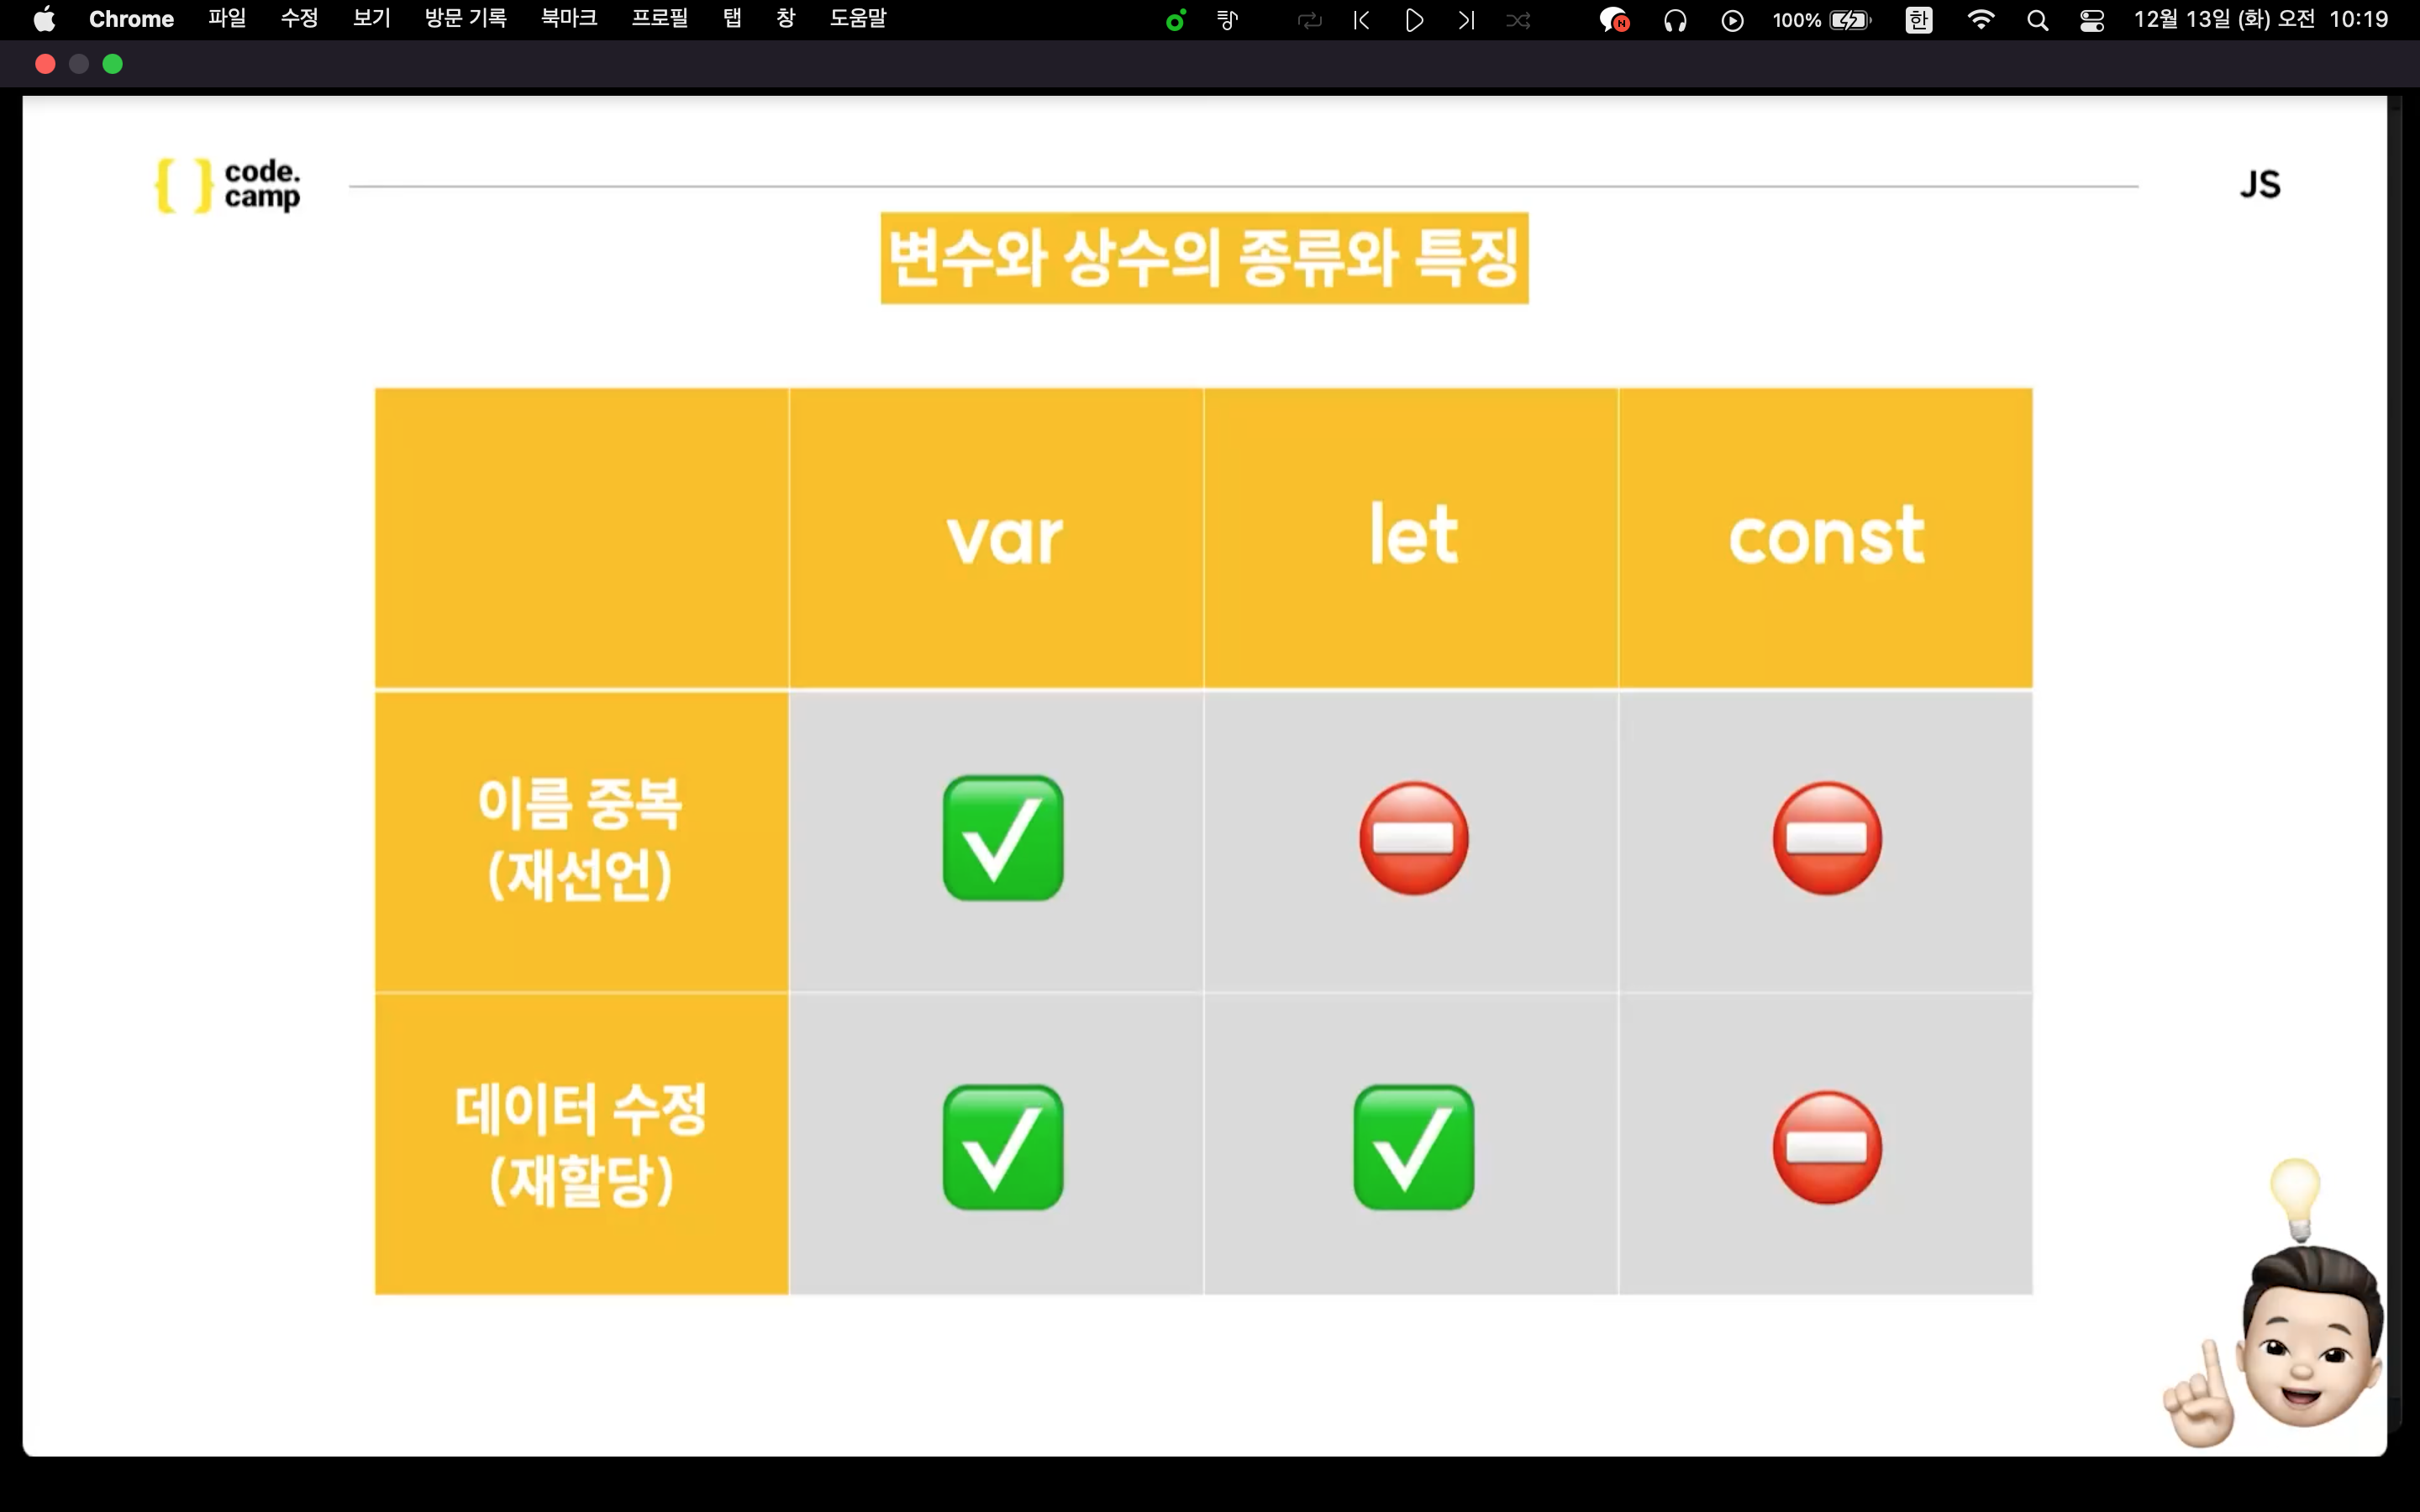 Chrome 파일 수정 보기 방문 기록 북마크 프로필 탭 창 도움말 N 100% 한 12월 13일 (화) 오전 10:19
{ } code.
camp
JS
변수와 상수의 종류와 특징
var let const
이름 중복
(재선언)
데이터 수정
(재할당)